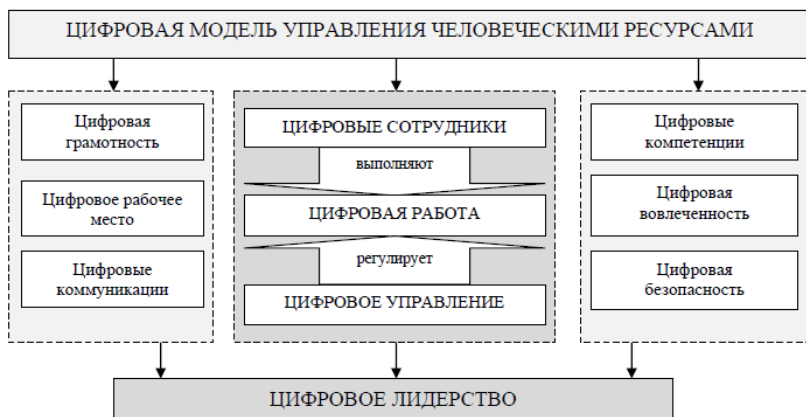 ЦИФРОВАЯ МОДЕЛЬ УПРАВЛЕНИЯ ЧЕЛОВЕЧЕСКИМИ РЕСУРСАМИ
Цифровая
грамотность
Цифровое рабочее
место
Цифровые
коммуникации
ЦИФРОВЫЕ СОТРУДНИКИ
выполняют
ЦИФРОВАЯ РАБОТА
регулирует
ЦИФРОВОЕ УПРАВЛЕНИЕ
Цифровые
компетенции
Цифровая
вовлеченность
Цифровая
безопасность
ЦИФРОВОЕ ЛИДЕРСТВО